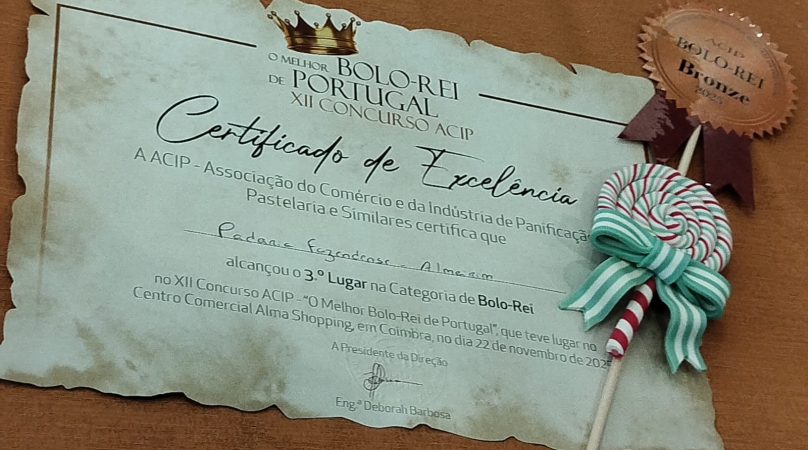 O MELHOR BOLO-REI
DE PORTUGAL
XII CONCURSO ACIP
Certificado de Excelência
A ACIP - Associação do Comércio e da Indústria de Panificação
Pastelaria e Similares certifica que
Padaria Almeirim
alcançou o 3.º Lugar na Categoria de Bolo-Rei
no XII Concurso ACIP - "O Melhor Bolo-Rei de Portugal", que teve lugar no
Centro Comercial Alma Shopping, em Coimbra, no dia 22 de novembro de 2025
A Presidente da Direção
Eng.ª Deborah Barbosa
ACIP
BOLO-REI
Bronze
2025